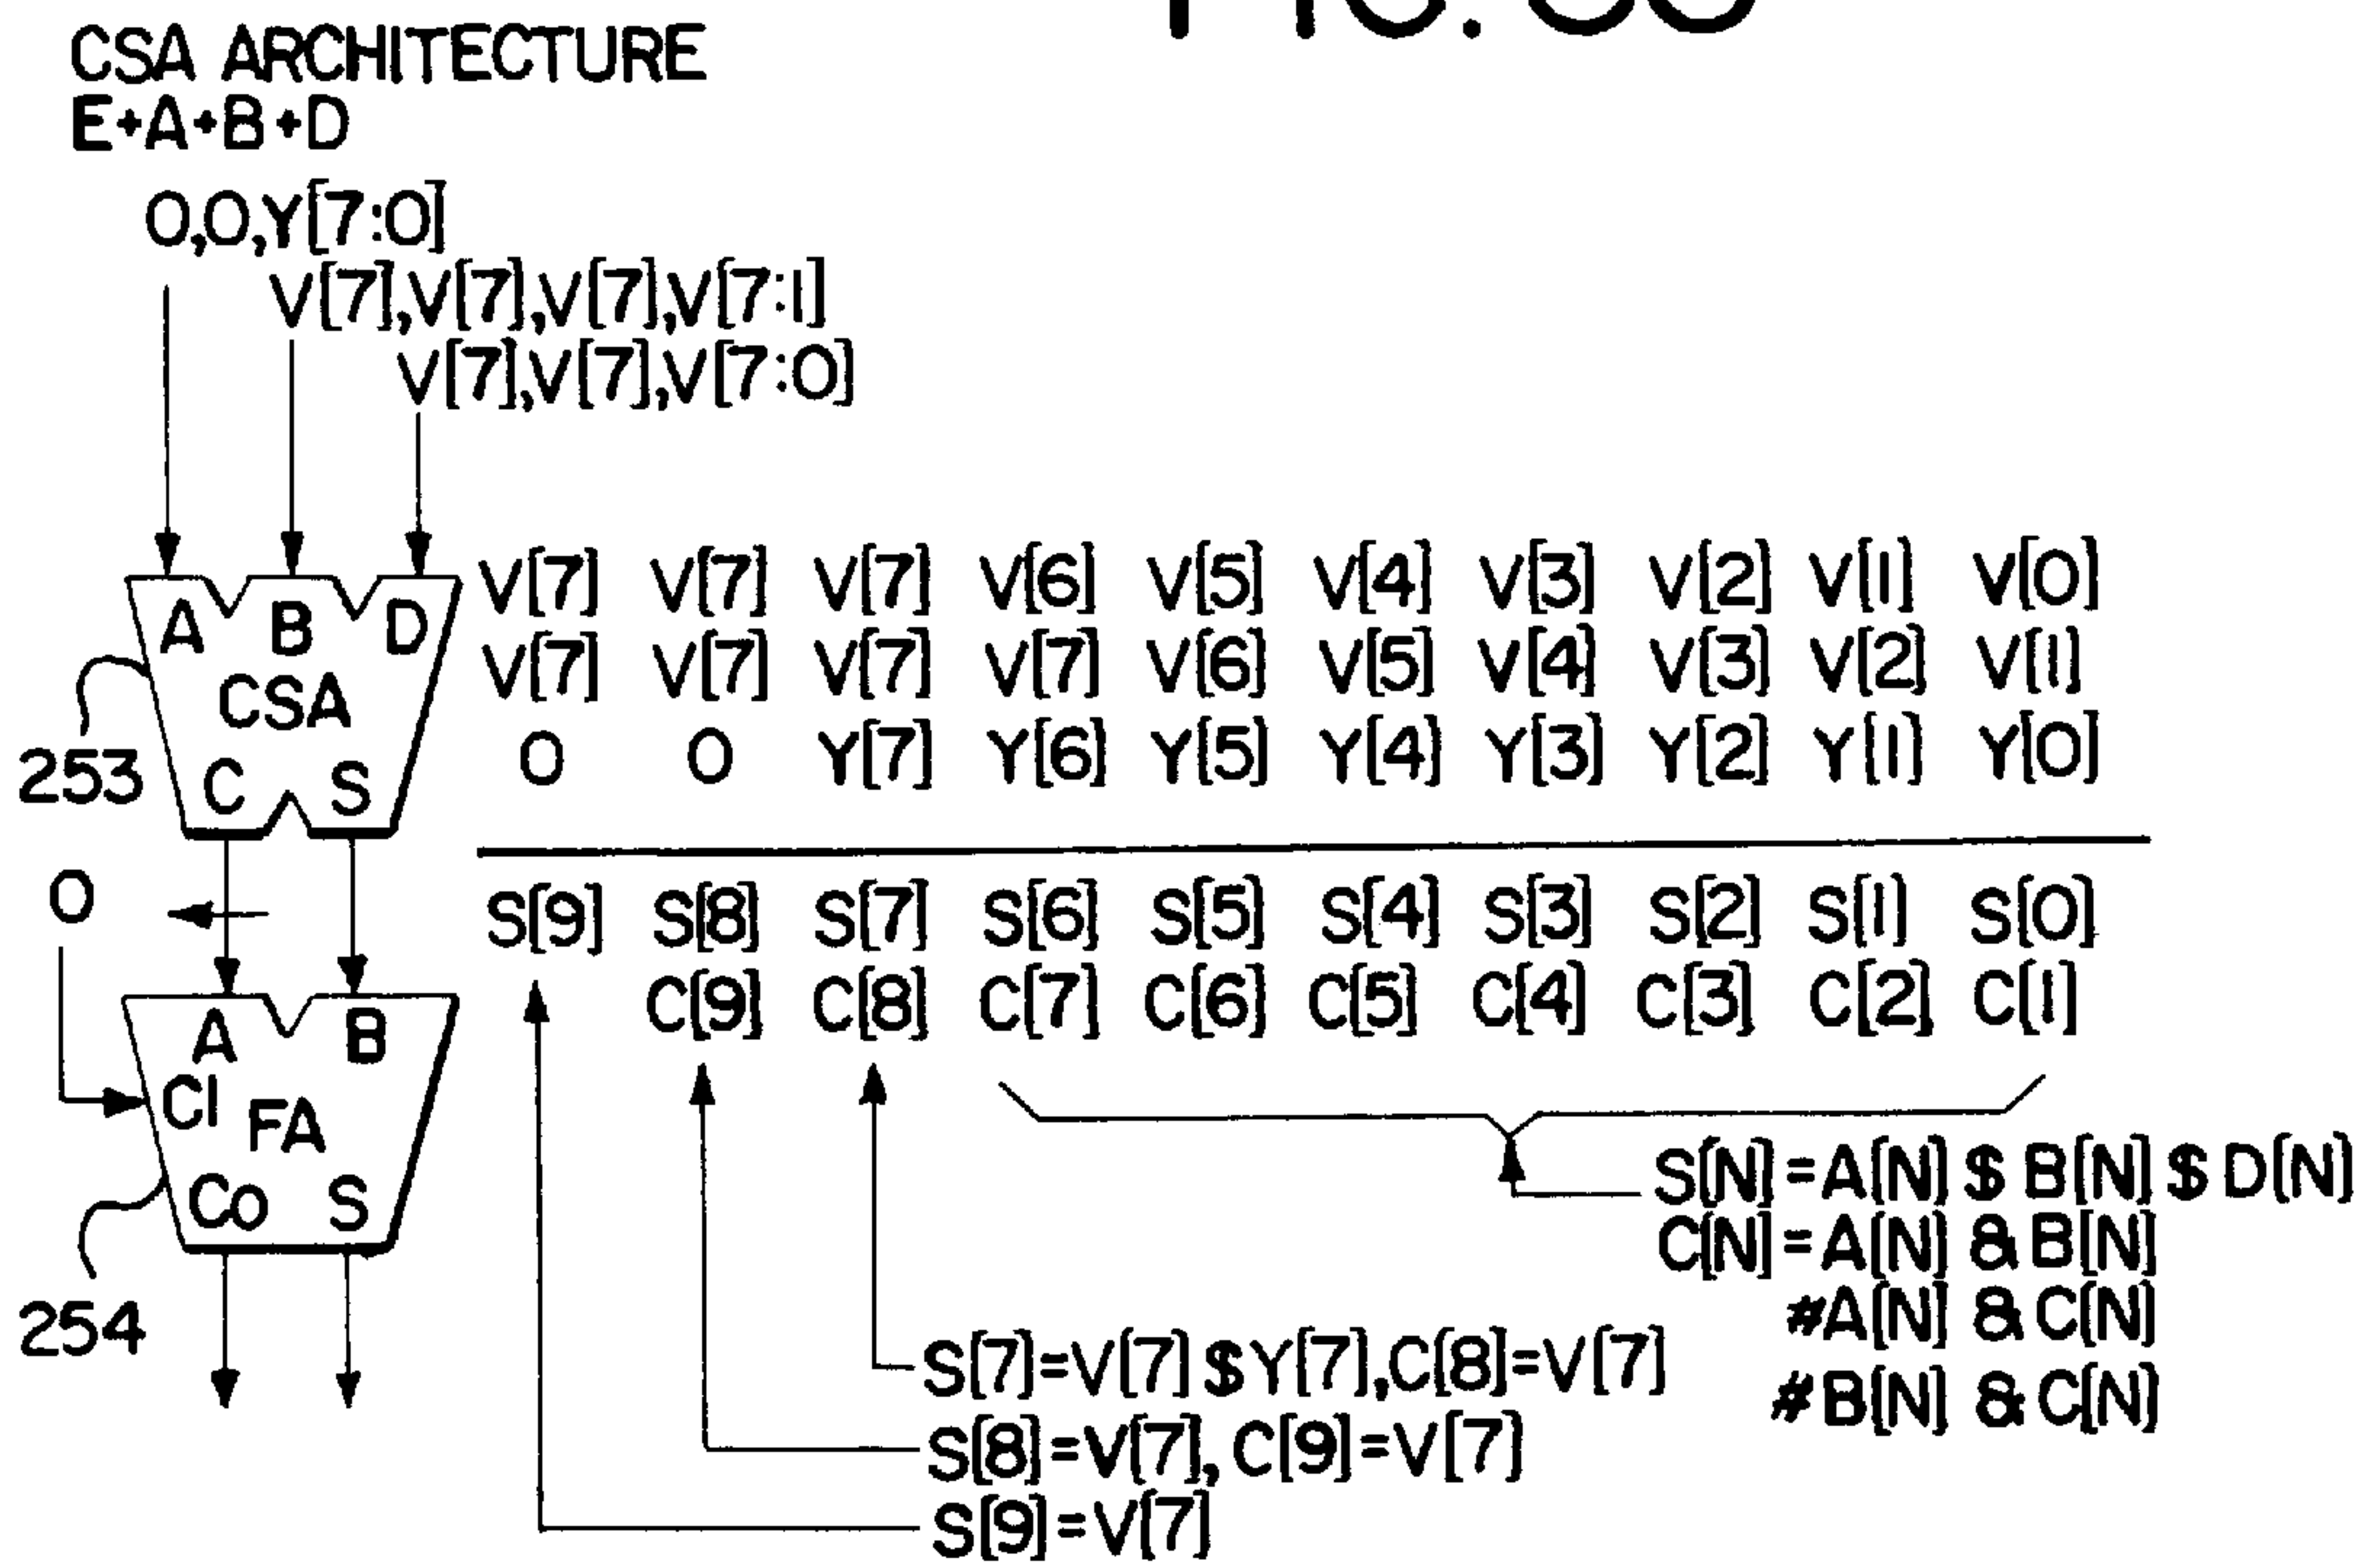 FIG.
CSA ARCHITECTURE
E+A+B+D
0,0,Y[7:0]
V[7],V[7],V[7],V[7:1]
V[7],V[7],V[7:0]
A B D
CSA
C S
253
V[7] V[7] V[7] V[6] V[5] V[4] V[3] V[2] V[1] V[0]
V[7] V[7] V[7] V[7] V[6] V[5] V[4] V[3] V[2] V[1]
0 0 Y[7] Y[6] Y[5] Y[4] Y[3] Y[2] Y[1] Y[0]
0
S[9] S[8] S[7] S[6] S[5] S[4] S[3] S[2] S[1] S[0]
C[9] C[8] C[7] C[6] C[5] C[4] C[3] C[2] C[1]
A B
CI FA
Co S
254
S[N]=A[N] $ B[N] $ D[N]
C[N]=A[N] & B[N]
#A[N] & C[N]
#B[N] & C[N]
S[7]=V[7] $Y[7],C[8]=V[7]
S[8]=V[7], C[9]=V[7]
S[9]=V[7]